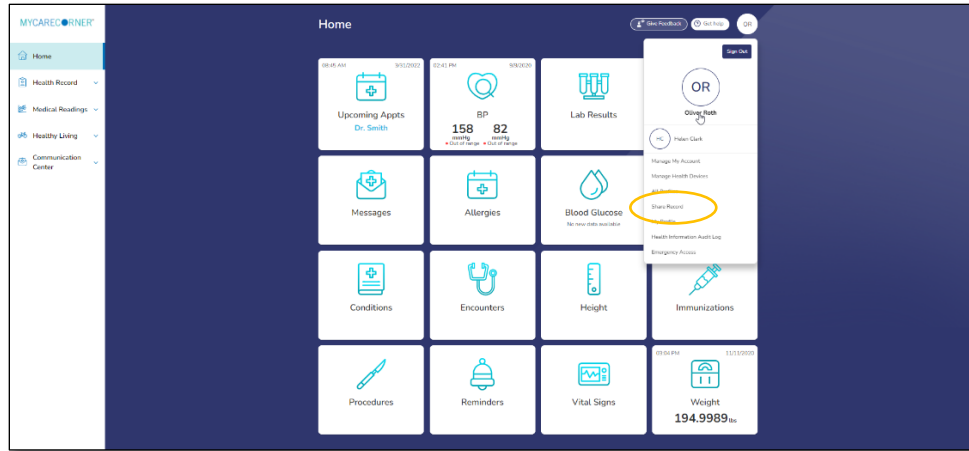 MYCARECORNER®
Home
Health Record
Medical Readings
Healthy Living
Communication
Center
Home
Give Feedback
Get help
OR
08:45 AM 3/31/2022
Upcoming Appts
Dr. Smith
02:41 PM 9/9/2020
BP
158 82
mmHg mmHg
• Out of range • Out of range
Lab Results
Messages
Allergies
Blood Glucose
No new data available
Conditions
Encounters
Height
Immunizations
Procedures
Reminders
Vital Signs
03:04 PM 11/11/2020
Weight
194.9989 lbs
Sign Out
OR
Oliver Roth
HC Helen Clark
Manage My Account
Manage Health Devices
Share Record
Health Information Audit Log
Emergency Access